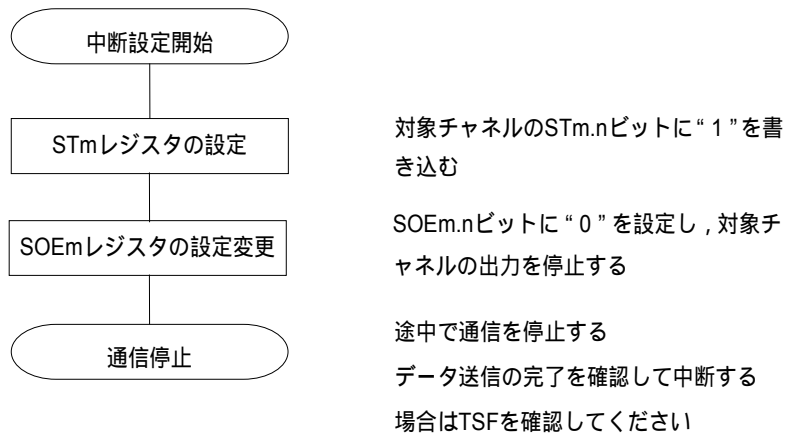 中断設定開始
STmレジスタの設定
対象チャネルのSTm.nビットに“1”を書
き込む
SOEmレジスタの設定変更
SOEm.nビットに“0”を設定し，対象チ
ャネルの出力を停止する
通信停止
途中で通信を停止する
データ送信の完了を確認して中断する
場合はTSFを確認してください